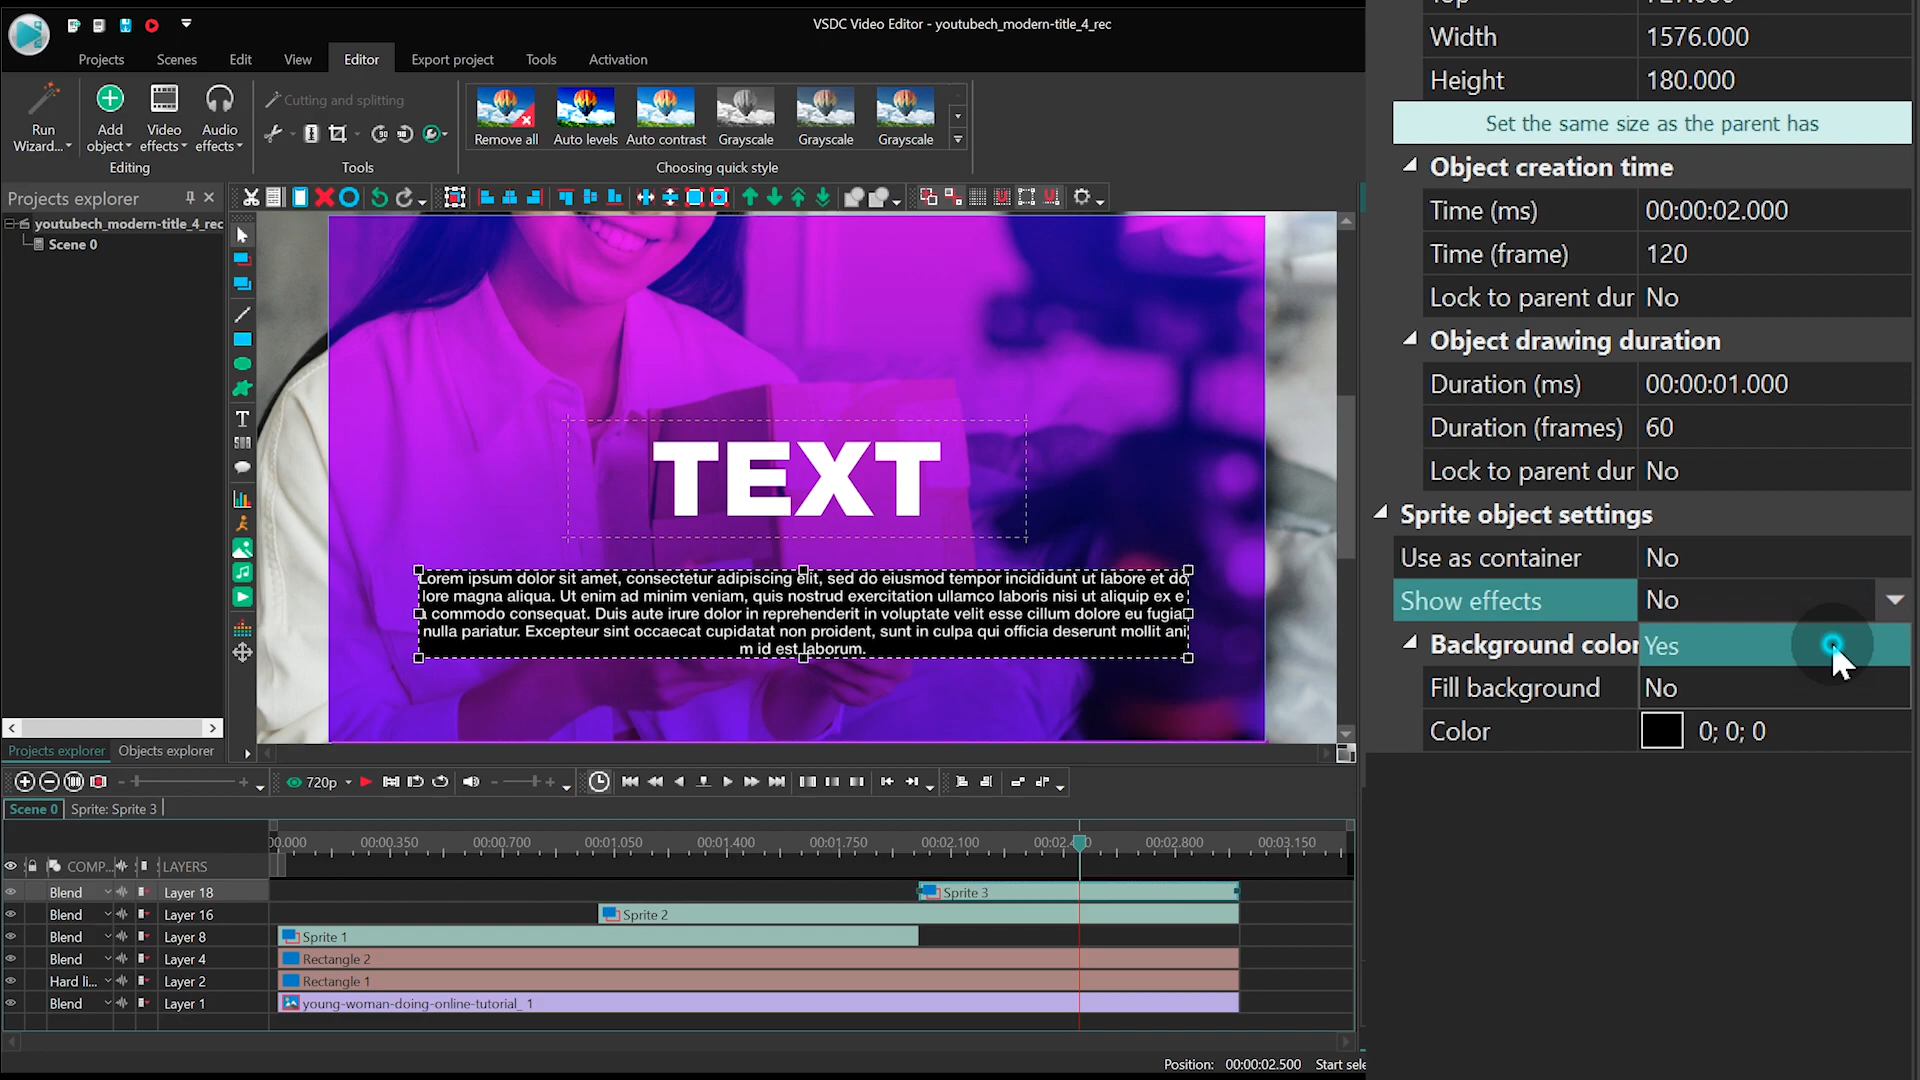 VSDC Video Editor - youtubech_modern-title_4_rec
Projects Scenes Edit View Editor Export project Tools Activation
Run Wizard...
Add object
Video effects
Audio effects
Editing
Cutting and splitting
Tools
Remove all
Auto levels
Auto contrast
Grayscale
Grayscale
Grayscale
Choosing quick style
Projects explorer
youtubech_modern-title_4_rec
Scene 0
Projects explorer Objects explorer
T
SUB
TEXT
Lorem ipsum dolor sit amet, consectetur adipiscing elit, sed do eiusmod tempor incididunt ut labore et do
lore magna aliqua. Ut enim ad minim veniam, quis nostrud exercitation ullamco laboris nisi ut aliquip ex e
a commodo consequat. Duis aute irure dolor in reprehenderit in voluptate velit esse cillum dolore eu fugiat
nulla pariatur. Excepteur sint occaecat cupidatat non proident, sunt in culpa qui officia deserunt mollit ani
m id est laborum.
Width 1576.000
Height 180.000
Set the same size as the parent has
Object creation time
Time (ms) 00:00:02.000
Time (frame) 120
Lock to parent dur No
Object drawing duration
Duration (ms) 00:00:01.000
Duration (frames) 60
Lock to parent dur No
Sprite object settings
Use as container No
Show effects No
Background color Yes
Fill background No
Color 0; 0; 0
720p
Scene 0 Sprite: Sprite 3
00.000 00:00.350 00:00.700 00:01.050 00:01.400 00:01.750 00:02.100 00:02.4 00:02.800 00:03.150
COMP... LAYERS
Blend Layer 18 Sprite 3
Blend Layer 16 Sprite 2
Blend Layer 8 Sprite 1
Blend Layer 4 Rectangle 2
Hard li... Layer 2 Rectangle 1
Blend Layer 1 young-woman-doing-online-tutorial_ 1
Position: 00:00:02.500 Start sele